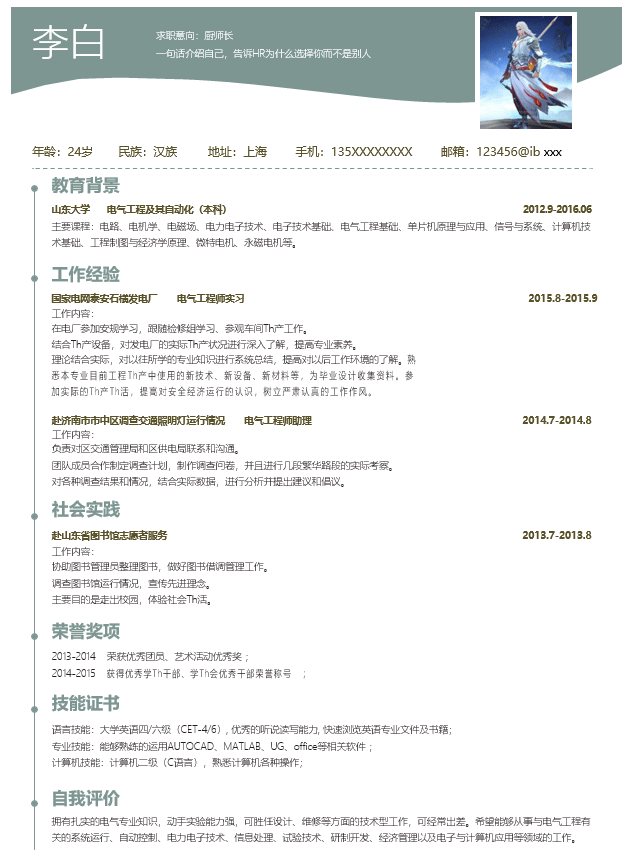 李白
求职意向：厨师长
一句话介绍自己，告诉HR为什么选择你而不是别人
年龄：24岁 民族：汉族 地址：上海 手机：135XXXXXXXX 邮箱：123456@ib xxx
教育背景
山东大学 电气工程及其自动化（本科） 2012.9-2016.06
主要课程：电路、电机学、电磁场、电力电子技术、电子技术基础、电气工程基础、单片机原理与应用、信号与系统、计算机技
术基础、工程制图与经济学原理、微特电机、永磁电机等。
工作经验
国家电网泰安石横发电厂 电气工程师实习 2015.8-2015.9
工作内容：
在电厂参加安规学习，跟随检修组学习、参观车间Th产工作。
结合Th产设备，对发电厂的实际Th产状况进行深入了解，提高专业素养。
理论结合实际，对以往所学的专业知识进行系统总结，提高对以后工作环境的了解。熟
悉本专业目前工程Th产中使用的新技术、新设备、新材料等，为毕业设计收集资料。参
加实际的Th产Th活，提高对安全经济运行的认识，树立严肃认真的工作作风。
赴济南市市中区调查交通照明灯运行情况 电气工程师助理 2014.7-2014.8
工作内容：
负责对区交通管理局和区供电局联系和沟通。
团队成员合作制定调查计划，制作调查问卷，并且进行几段繁华路段的实际考察。
对各种调查结果和情况，结合实际数据，进行分析并提出建议和倡议。
社会实践
赴山东省图书馆志愿者服务 2013.7-2013.8
工作内容：
协助图书管理员整理图书，做好图书借调管理工作。
调查图书馆运行情况，宣传先进理念。
主要目的是走出校园，体验社会Th活。
荣誉奖项
2013-2014 荣获优秀团员、艺术活动优秀奖；
2014-2015 获得优秀学Th干部、学Th会优秀干部荣誉称号 ；
技能证书
语言技能：大学英语四/六级（CET-4/6）, 优秀的听说读写能力, 快速浏览英语专业文件及书籍；
专业技能：能够熟练的运用AUTOCAD、MATLAB、UG、office等相关软件；
计算机技能：计算机二级（C语言），熟悉计算机各种操作；
自我评价
拥有扎实的电气专业知识，动手实验能力强，可胜任设计、维修等方面的技术型工作，可经常出差。希望能够从事与电气工程有
关的系统运行、自动控制、电力电子技术、信息处理、试验技术、研制开发、经济管理以及电子与计算机应用等领域的工作。